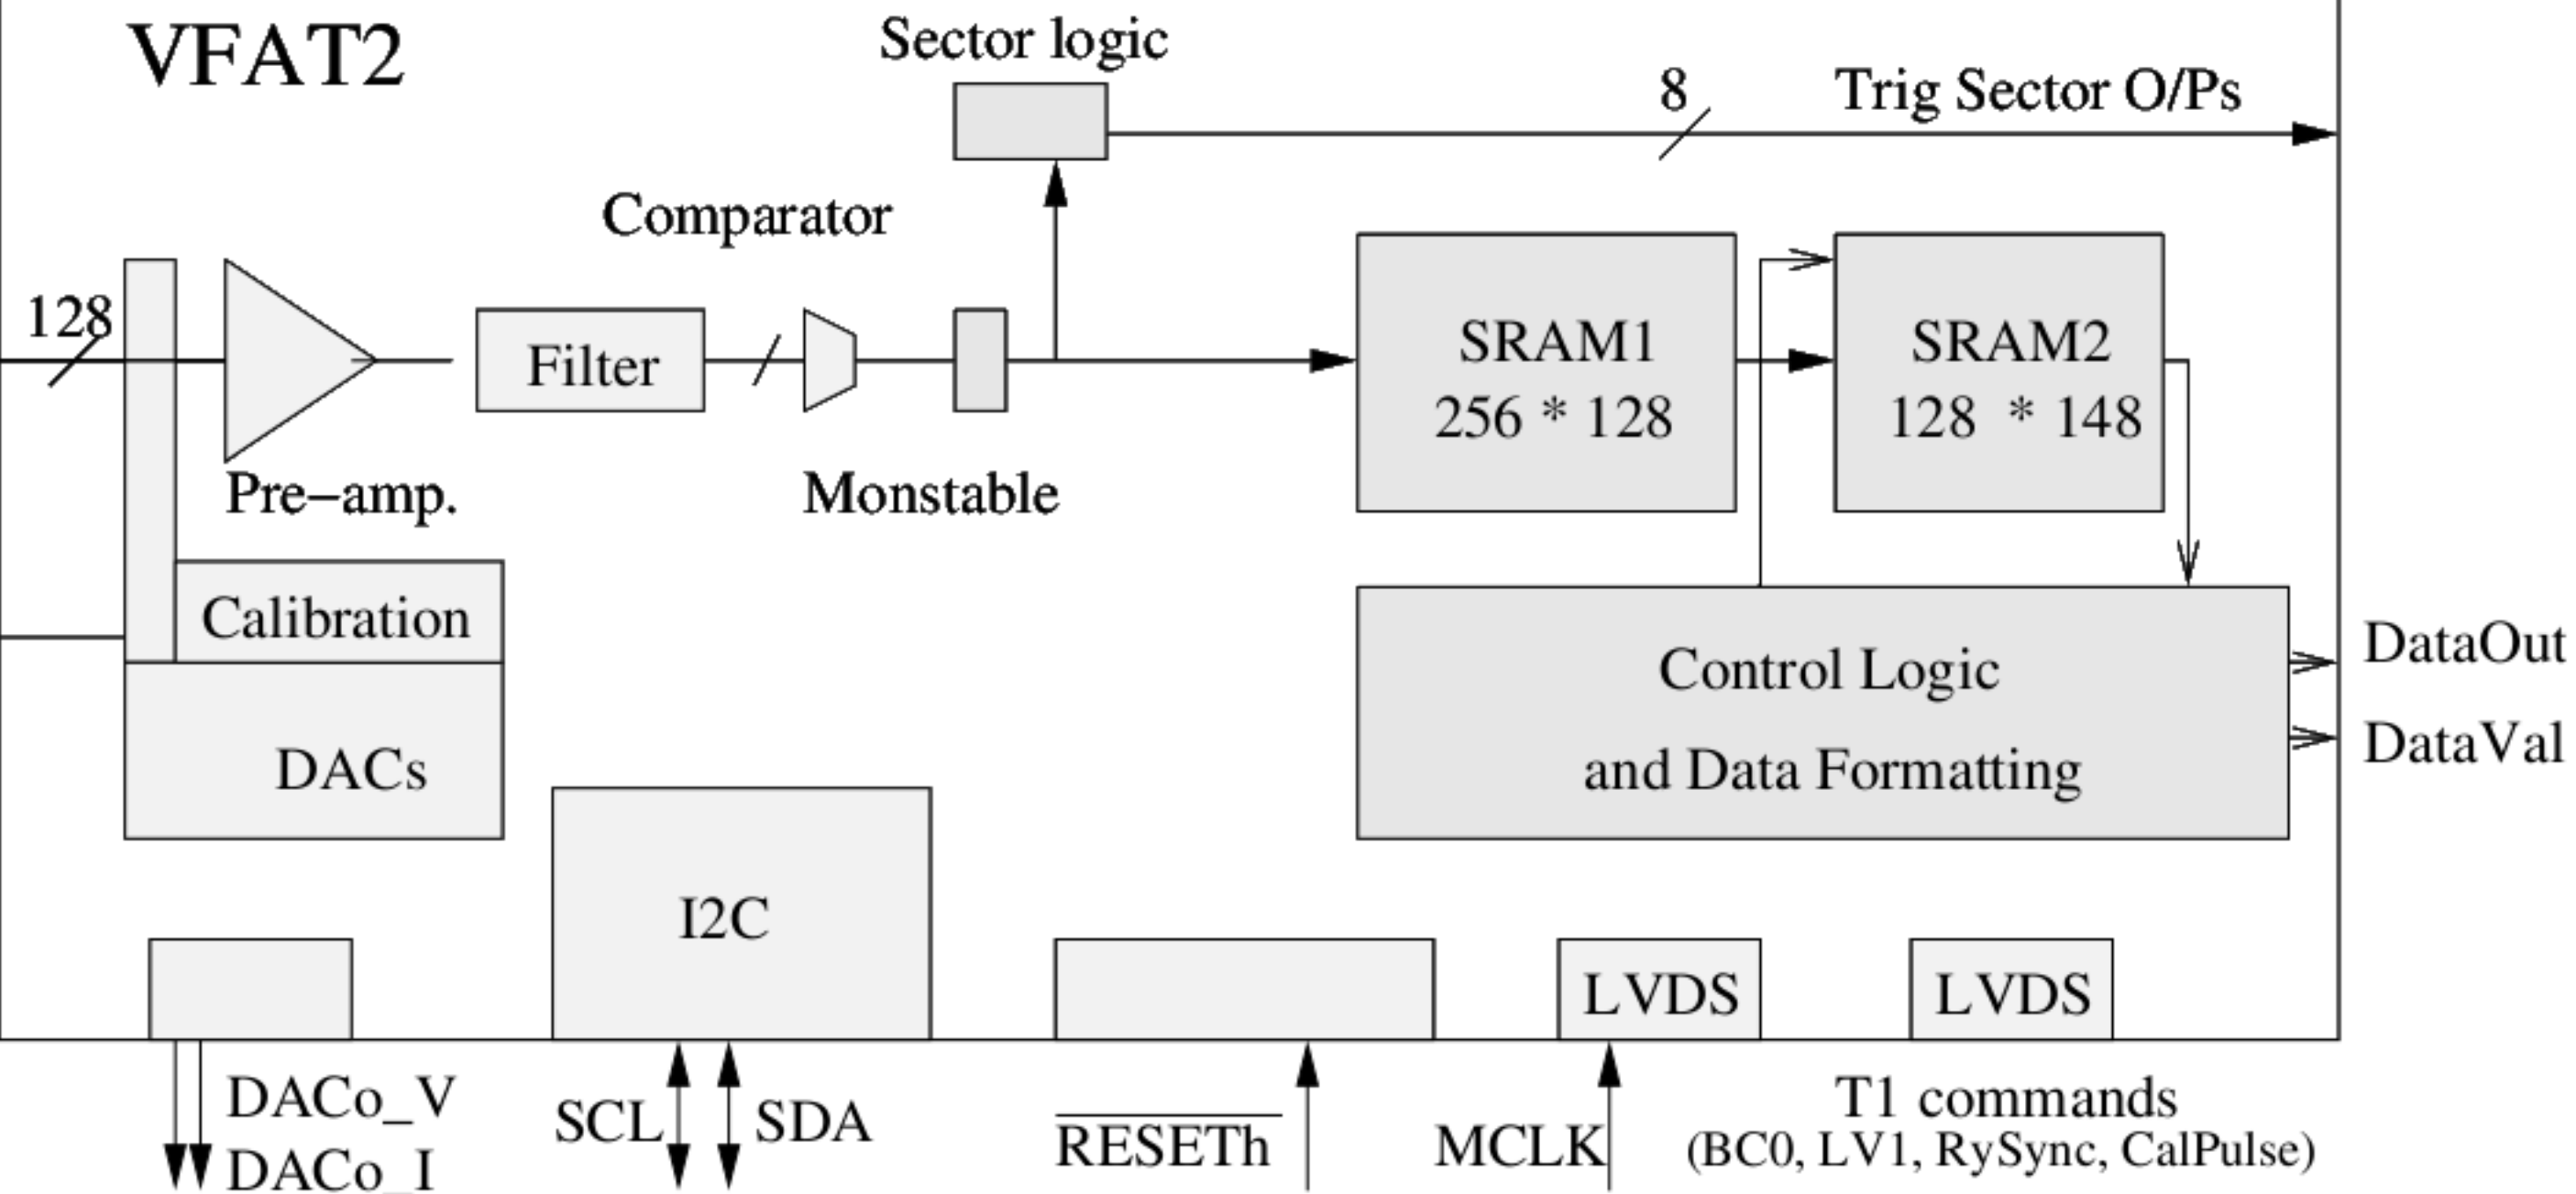 VFAT2
Sector logic
8
Trig Sector O/Ps
Comparator
128
Filter
SRAM1
256 * 128
SRAM2
128 * 148
Pre–amp.
Monstable
Calibration
DACs
Control Logic
and Data Formatting
DataOut
DataVal
I2C
LVDS
LVDS
DACo_V
DACo_I
SCL
SDA
RESETh
MCLK
T1 commands
(BC0, LV1, RySync, CalPulse)